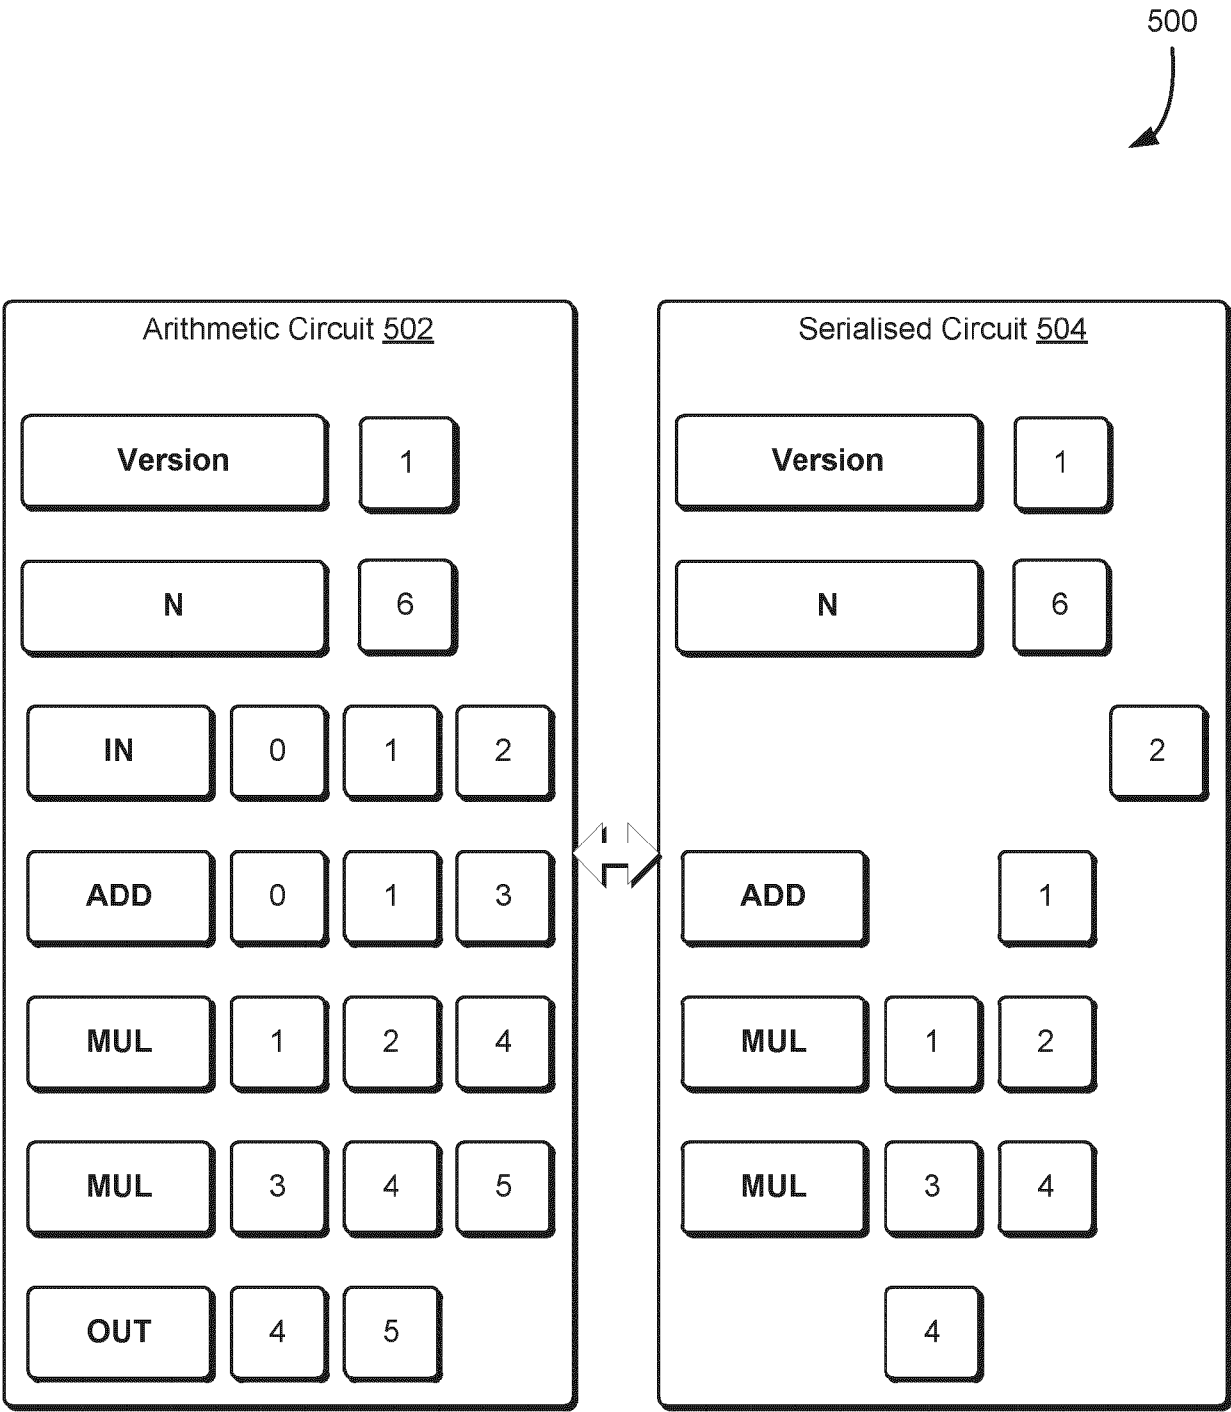 500
Arithmetic Circuit 502
Version 1
N 6
IN 0 1 2
ADD 0 1 3
MUL 1 2 4
MUL 3 4 5
OUT 4 5
Serialised Circuit 504
Version 1
N 6
2
ADD 1
MUL 1 2
MUL 3 4
4